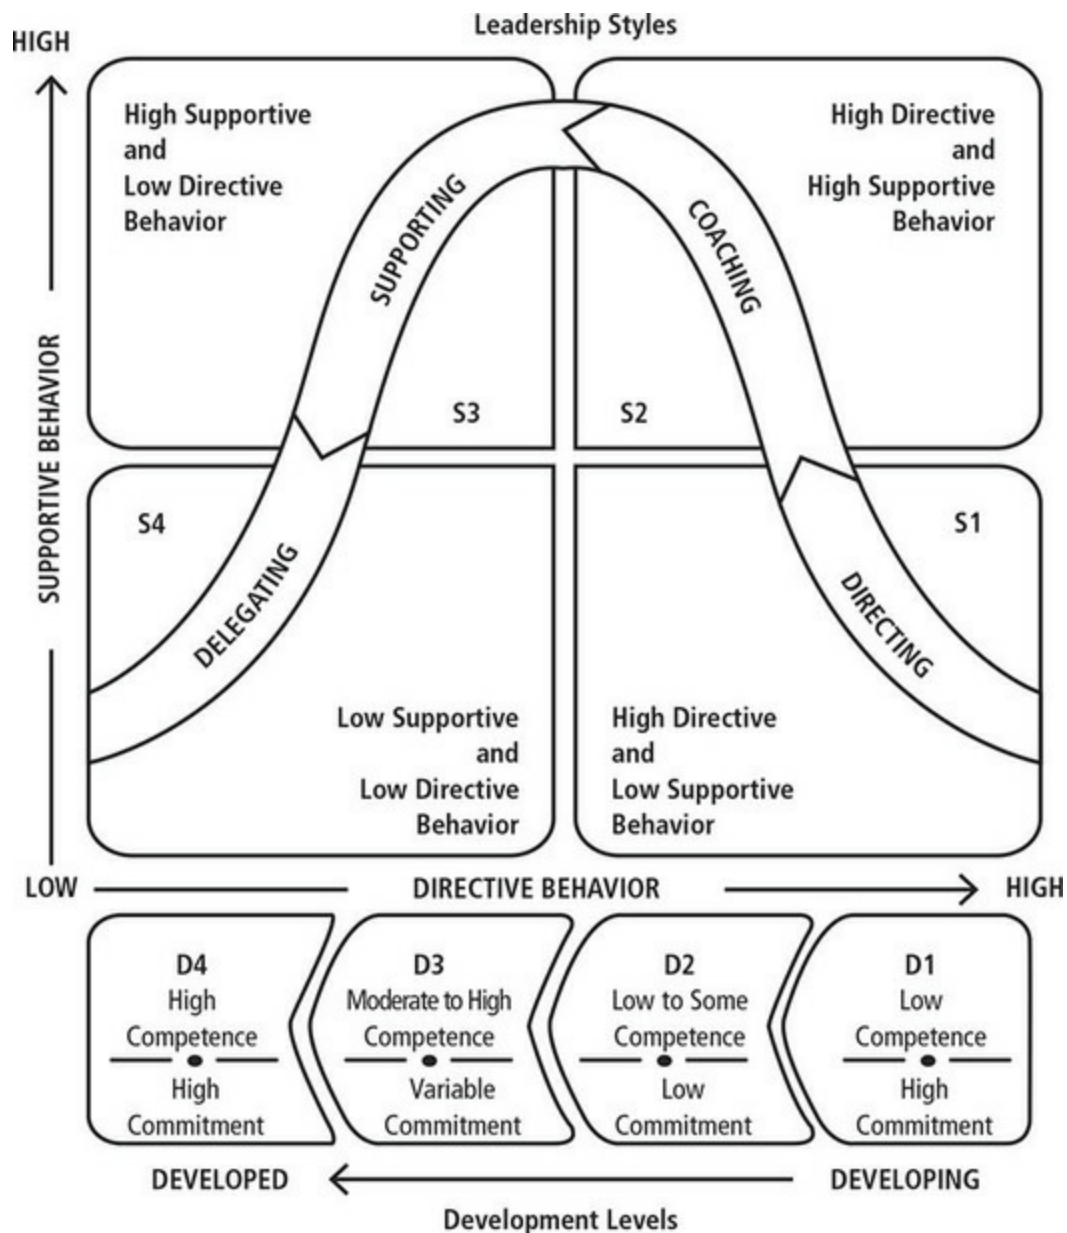 Leadership Styles
HIGH
High Supportive
and
Low Directive
Behavior
High Directive
and
High Supportive
Behavior
SUPPORTING
COACHING
S3
S2
SUPPORTIVE BEHAVIOR
S4
S1
DELEGATING
DIRECTING
Low Supportive
and
Low Directive
Behavior
High Directive
and
Low Supportive
Behavior
LOW
DIRECTIVE BEHAVIOR
HIGH
D4
High
Competence
High
Commitment
D3
Moderate to High
Competence
Variable
Commitment
D2
Low to Some
Competence
Low
Commitment
D1
Low
Competence
High
Commitment
DEVELOPED
DEVELOPING
Development Levels